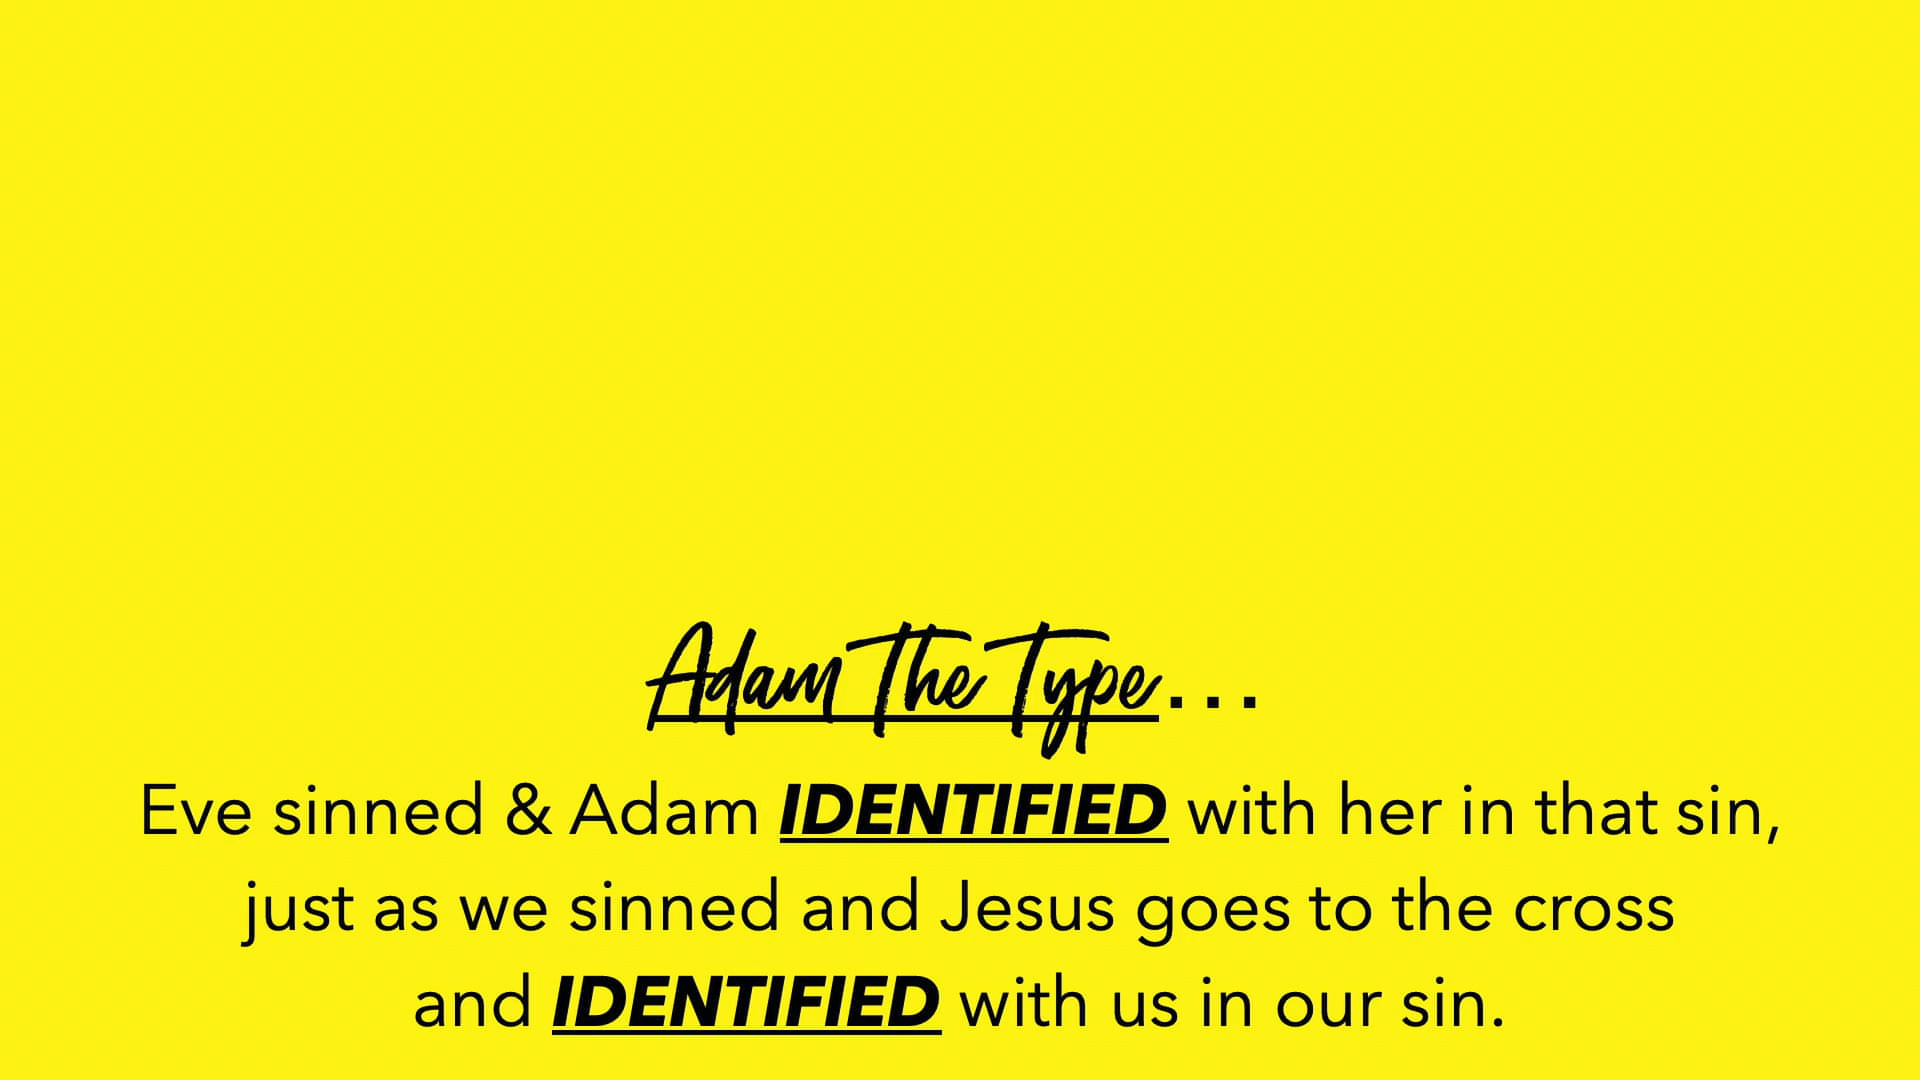 Adam The Type...
Eve sinned & Adam IDENTIFIED with her in that sin,
just as we sinned and Jesus goes to the cross
and IDENTIFIED with us in our sin.